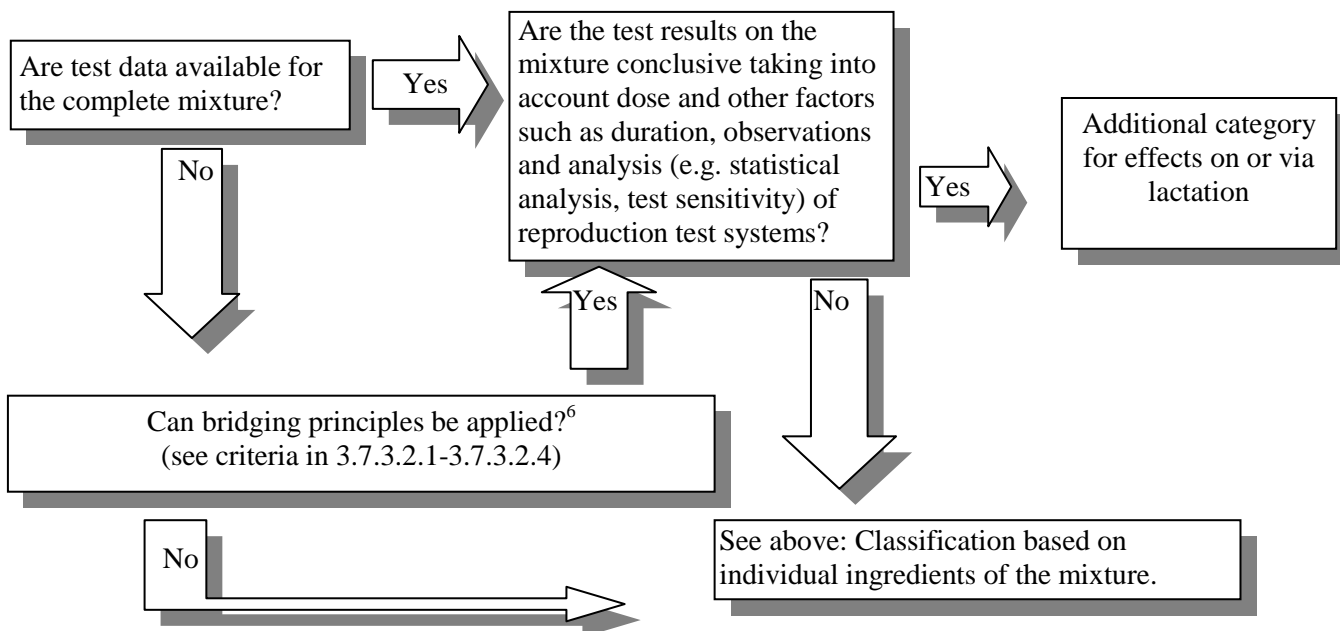 Are test data available for
the complete mixture?
Yes
Are the test results on the
mixture conclusive taking into
account dose and other factors
such as duration, observations
and analysis (e.g. statistical
analysis, test sensitivity) of
reproduction test systems?
Yes
Additional category
for effects on or via
lactation
No
Yes
No
Can bridging principles be applied?⁶
(see criteria in 3.7.3.2.1-3.7.3.2.4)
No
See above: Classification based on
individual ingredients of the mixture.